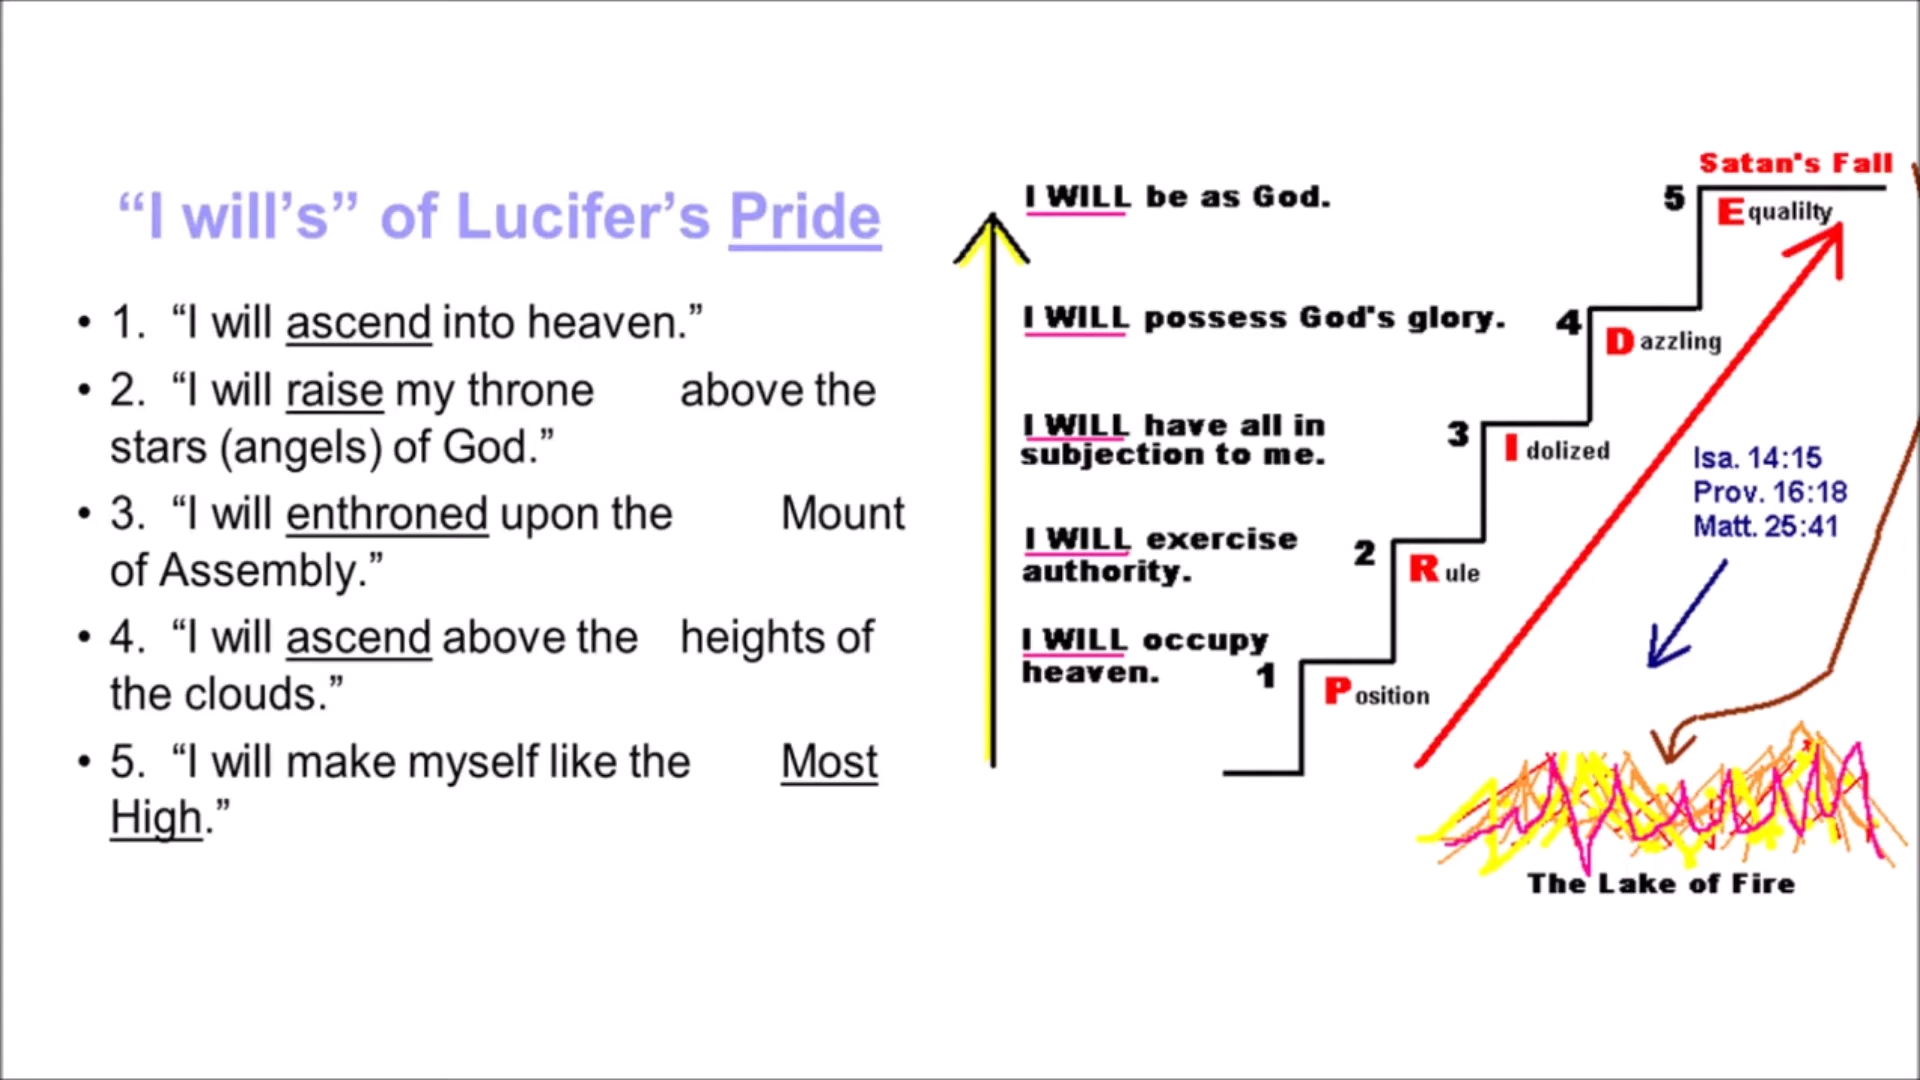 “I will’s” of Lucifer’s Pride
• 1. “I will ascend into heaven.”
• 2. “I will raise my throne above the
stars (angels) of God.”
• 3. “I will enthroned upon the Mount
of Assembly.”
• 4. “I will ascend above the heights of
the clouds.”
• 5. “I will make myself like the Most
High.”
Satan's Fall
I WILL be as God.
5
Equalilty
I WILL possess God's glory.
4
Dazzling
I WILL have all in
subjection to me.
3
Idolized
I WILL exercise
authority.
2
Rule
I WILL occupy
heaven.
1
Position
Isa. 14:15
Prov. 16:18
Matt. 25:41
The Lake of Fire